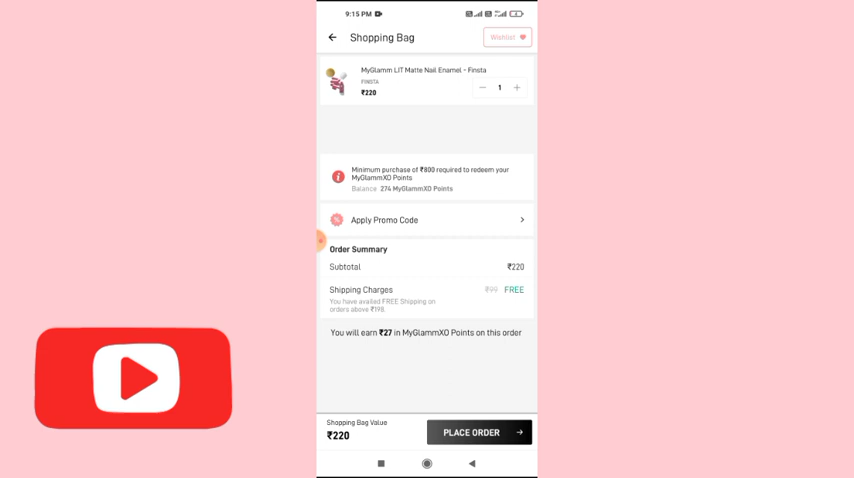 9:15 PM
Shopping Bag
Wishlist
MyGlamm LIT Matte Nail Enamel - Finsta
FINSTA
₹220
1
Minimum purchase of ₹800 required to redeem your
MyGlammXO Points
Balance 274 MyGlammXO Points
Apply Promo Code
Order Summary
Subtotal ₹220
Shipping Charges ₹99 FREE
You have availed FREE Shipping on
orders above ₹198.
You will earn ₹27 in MyGlammXO Points on this order
Shopping Bag Value
₹220
PLACE ORDER